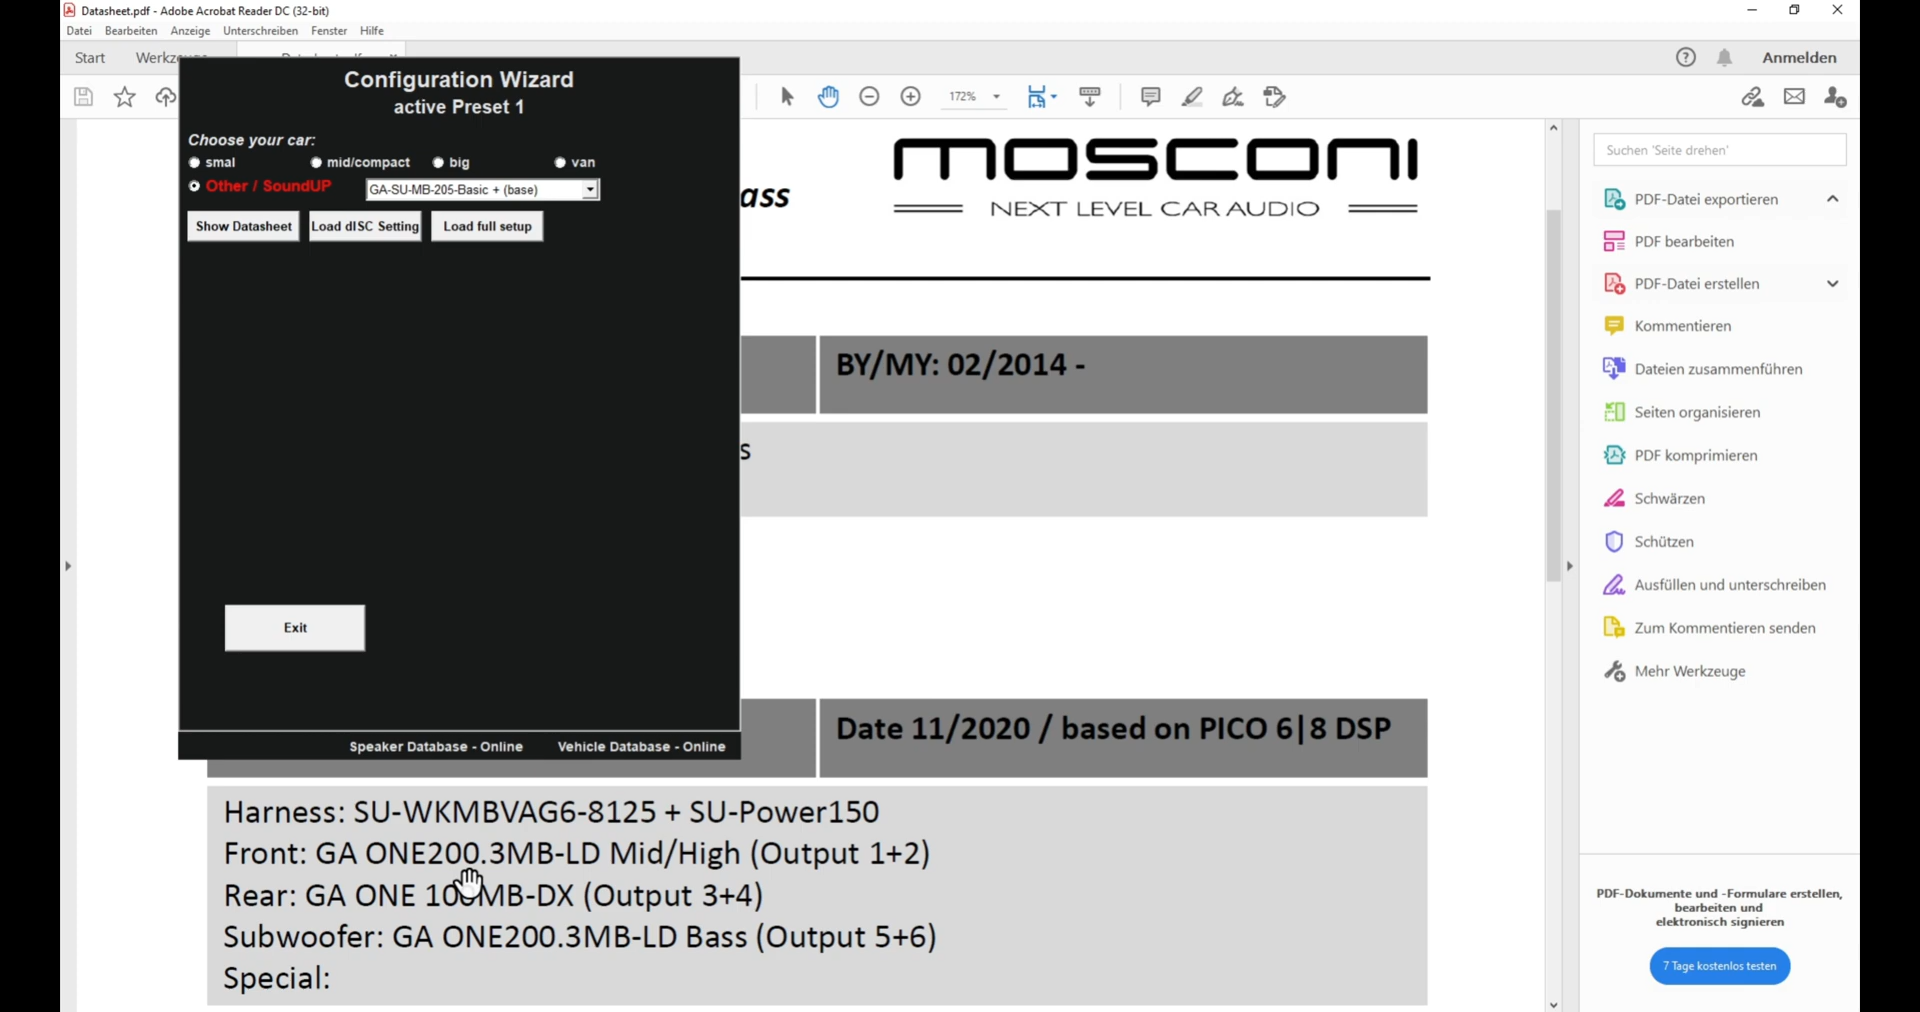 Datasheet.pdf - Adobe Acrobat Reader DC (32-bit)
Datei Bearbeiten Anzeige Unterschreiben Fenster Hilfe
Start
Anmelden
172%
Configuration Wizard
active Preset 1
Choose your car:
smal mid/compact big van
Other / SoundUP GA-SU-MB-205-Basic + (base)
Show Datasheet Load dISC Setting Load full setup
Exit
Speaker Database - Online Vehicle Database - Online
mosconi
NEXT LEVEL CAR AUDIO
BY/MY: 02/2014 -
Date 11/2020 / based on PICO 6|8 DSP
Harness: SU-WKMBVAG6-8125 + SU-Power150
Front: GA ONE200.3MB-LD Mid/High (Output 1+2)
Rear: GA ONE 100MB-DX (Output 3+4)
Subwoofer: GA ONE200.3MB-LD Bass (Output 5+6)
Special:
Suchen 'Seite drehen'
PDF-Datei exportieren
PDF bearbeiten
PDF-Datei erstellen
Kommentieren
Dateien zusammenführen
Seiten organisieren
PDF komprimieren
Schwärzen
Schützen
Ausfüllen und unterschreiben
Zum Kommentieren senden
Mehr Werkzeuge
PDF-Dokumente und -Formulare erstellen,
bearbeiten und
elektronisch signieren
7 Tage kostenlos testen